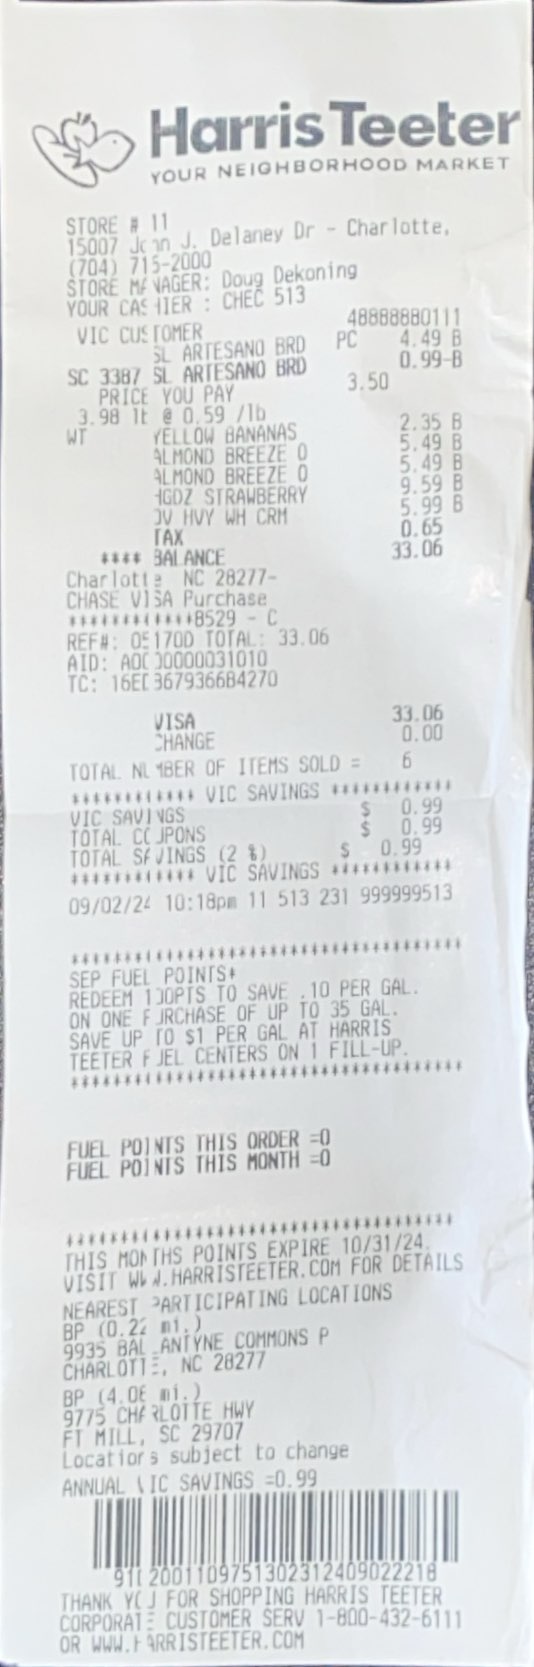 Harris Teeter
YOUR NEIGHBORHOOD MARKET
STORE # 11
15007 John J. Delaney Dr - Charlotte,
(704) 715-2000
STORE MANAGER: Doug Dekoning
YOUR CASHIER : CHEC 513
VIC CUSTOMER 48888880111
SL ARTESANO BRD PC 4.49 B
SC 3387 SL ARTESANO BRD 0.99-B
PRICE YOU PAY 3.50
3.98 lb @ 0.59 /lb
WT YELLOW BANANAS 2.35 B
ALMOND BREEZE O 5.49 B
ALMOND BREEZE O 5.49 B
HGDZ STRAWBERRY 9.59 B
HVY WH CRM 5.99 B
TAX 0.65
**** BALANCE 33.06
Charlotte NC 28277-
CHASE VISA Purchase
************8529 - C
REF#: TOTAL: 33.06
AID: A0000000031010
TC:
VISA 33.06
CHANGE 0.00
TOTAL NUMBER OF ITEMS SOLD = 6
************ VIC SAVINGS ************
VIC SAVINGS $ 0.99
TOTAL COUPONS $ 0.99
TOTAL SAVINGS (2 %) $ 0.99
************ VIC SAVINGS ************
09/02/24 10:18pm 11 513 231 999999513
**************************************
SEP FUEL POINTS*
REDEEM 100PTS TO SAVE .10 PER GAL.
ON ONE PURCHASE OF UP TO 35 GAL.
SAVE UP TO $1 PER GAL AT HARRIS
TEETER FUEL CENTERS ON 1 FILL-UP.
**************************************
FUEL POINTS THIS ORDER =0
FUEL POINTS THIS MONTH =0
**************************************
THIS MONTHS POINTS EXPIRE 10/31/24.
VISIT WWW.HARRISTEETER.COM FOR DETAILS
NEAREST PARTICIPATING LOCATIONS
BP (0.22 mi.)
9935 BALLANTYNE COMMONS P
CHARLOTTE, NC 28277
BP (4.06 mi.)
9775 CHARLOTTE HWY
FT MILL, SC 29707
Locations subject to change
ANNUAL VIC SAVINGS =0.99
THANK YOU FOR SHOPPING HARRIS TEETER
CORPORATE CUSTOMER SERV 1-800-432-6111
OR WWW.HARRISTEETER.COM